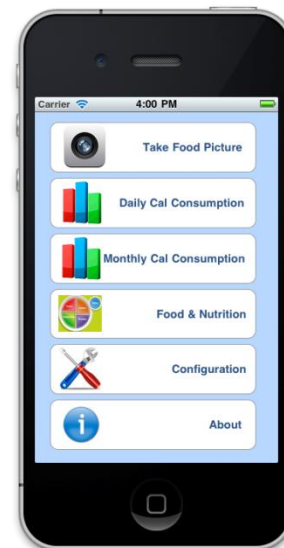 Carrier 4:00 PM
Take Food Picture
Daily Cal Consumption
Monthly Cal Consumption
Food & Nutrition
Configuration
About